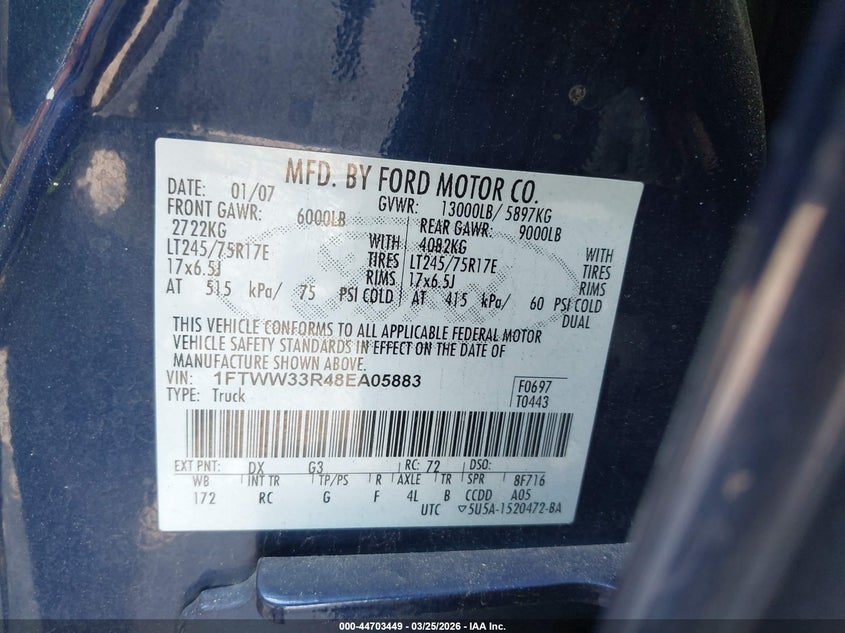 MFD. BY FORD MOTOR CO.
DATE: 01/07 GVWR: 13000LB/ 5897KG
FRONT GAWR: 6000LB REAR GAWR: 9000LB
2722KG WITH 4082KG WITH
LT245/75R17E TIRES LT245/75R17E TIRES
17x6.5J RIMS 17x6.5J RIMS
AT 515 kPa/ 75 PSI COLD AT 415 kPa/ 60 PSI COLD
DUAL
THIS VEHICLE CONFORMS TO ALL APPLICABLE FEDERAL MOTOR
VEHICLE SAFETY STANDARDS IN EFFECT ON THE DATE OF
MANUFACTURE SHOWN ABOVE.
VIN: 1FTWW33R48EA05883 F0697
TYPE: Truck T0443
EXT PNT: DX G3 RC: 72 DSO:
WB INT TR TP/PS R AXLE TR SPR 8F716
172 RC G F 4L B CCDD A05
UTC ▽5U5A-1520472-BA
000-44703449 - 03/25/2026 - IAA Inc.